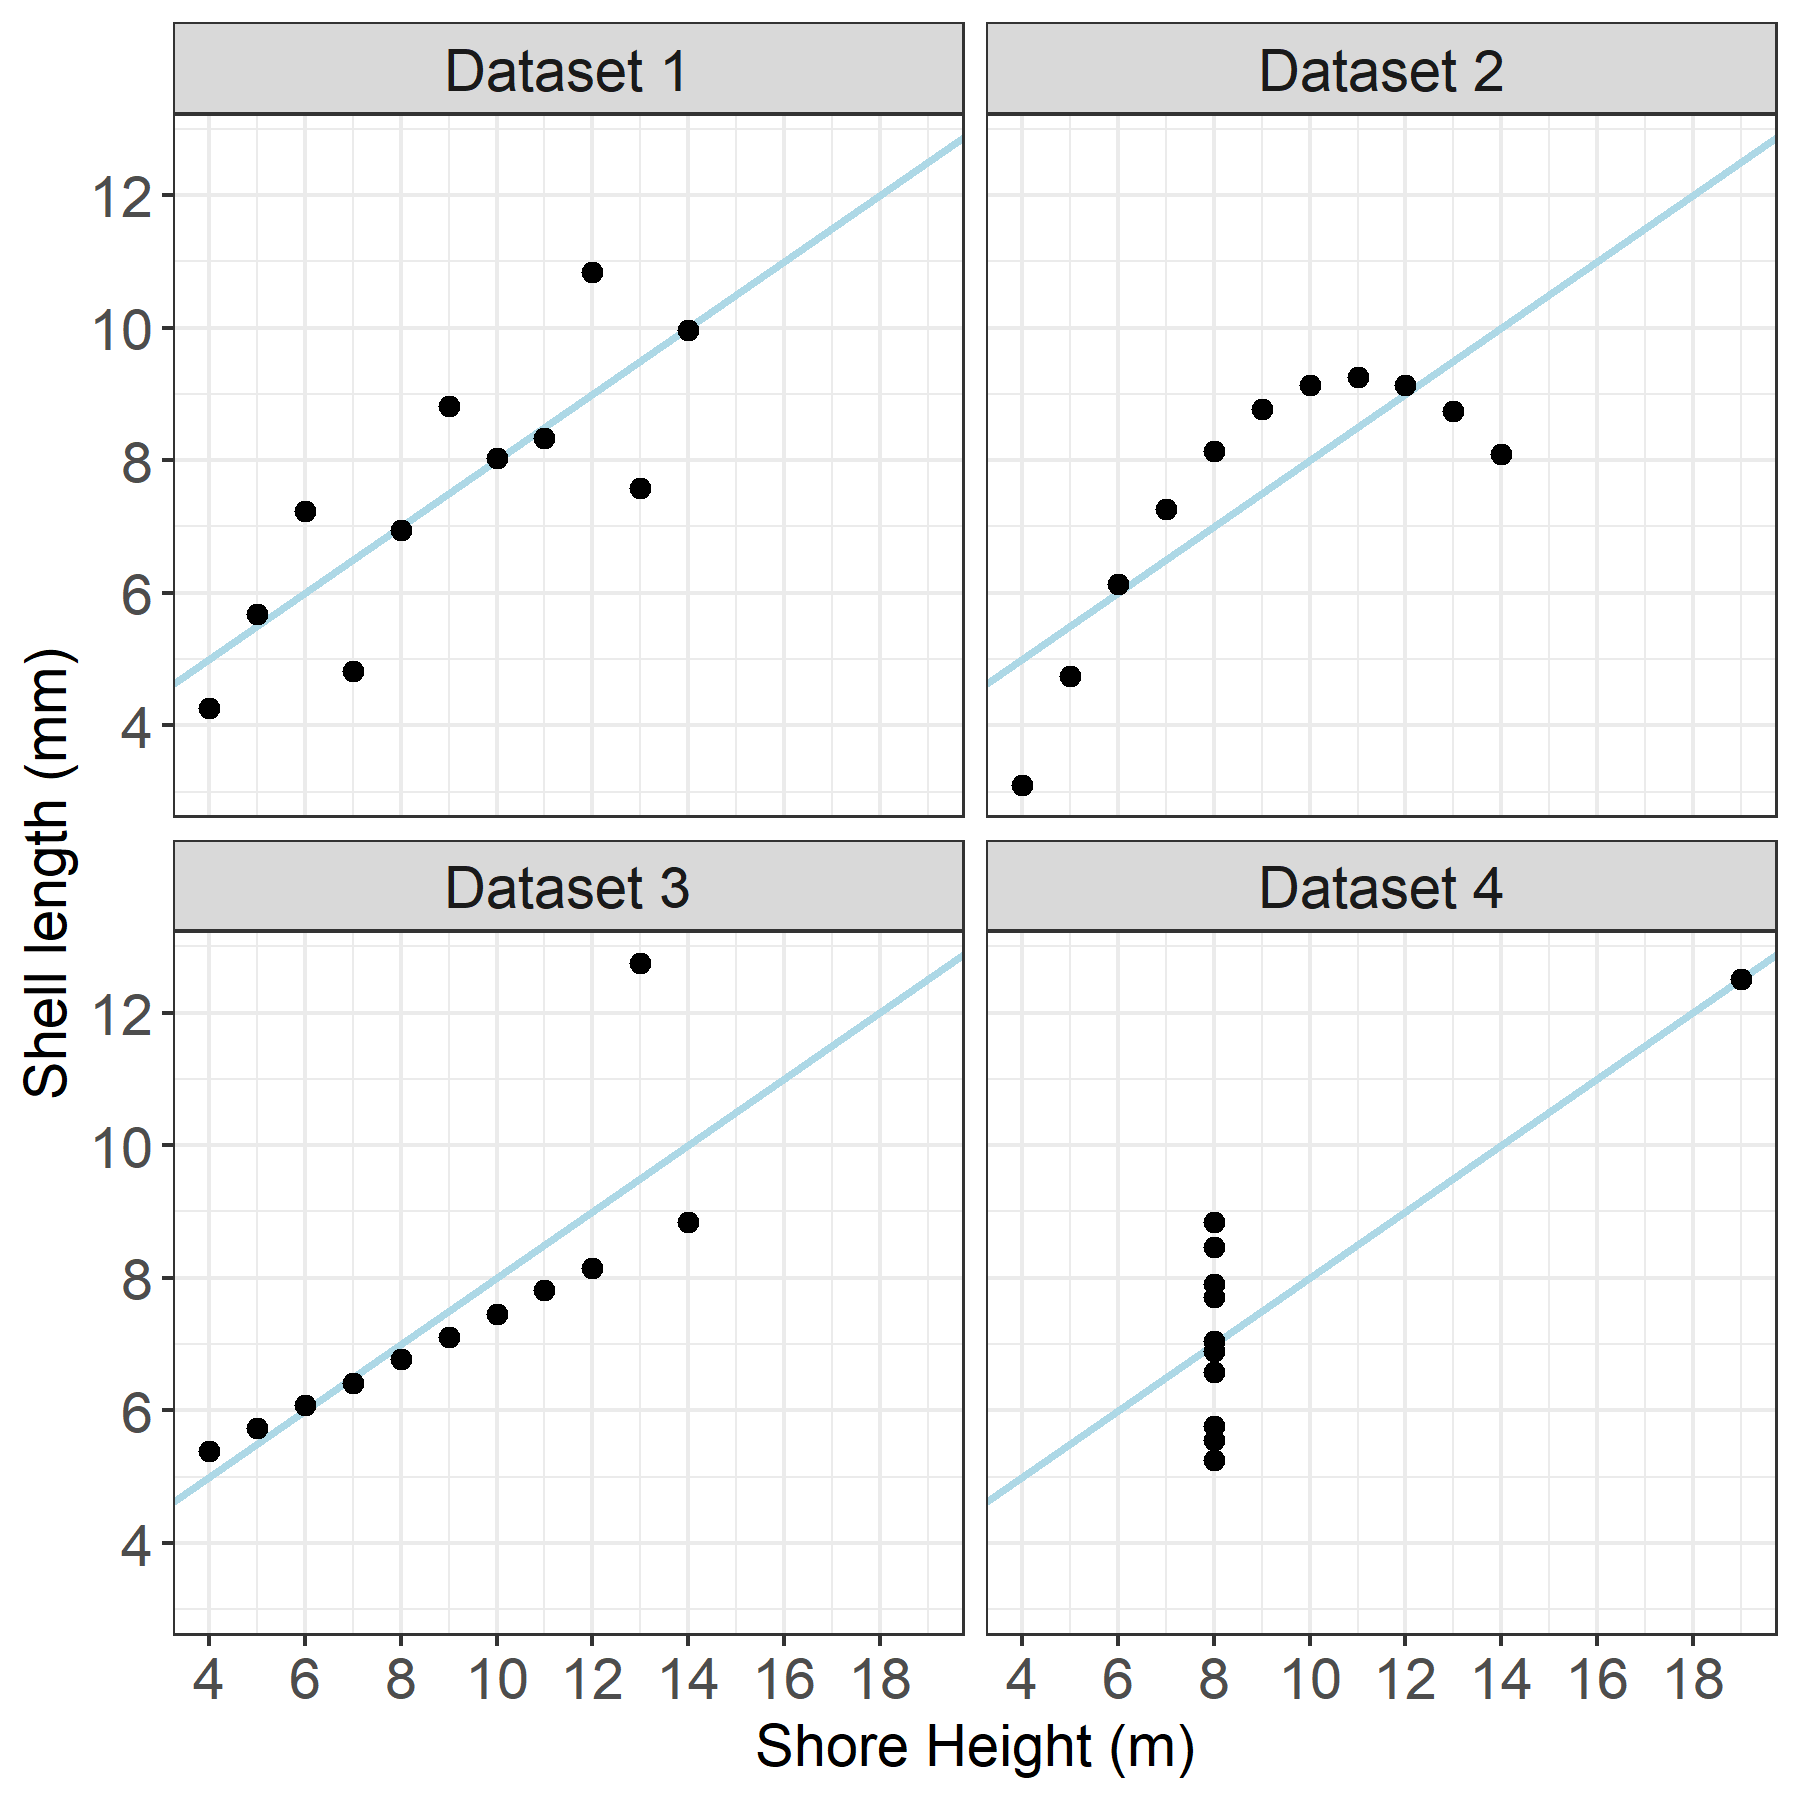 Dataset 1
Dataset 2
12
10
8
6
4
Dataset 3
Dataset 4
12
10
8
6
4
4 6 8 10 12 14 16 18
4 6 8 10 12 14 16 18
Shore Height (m)
Shell length (mm)